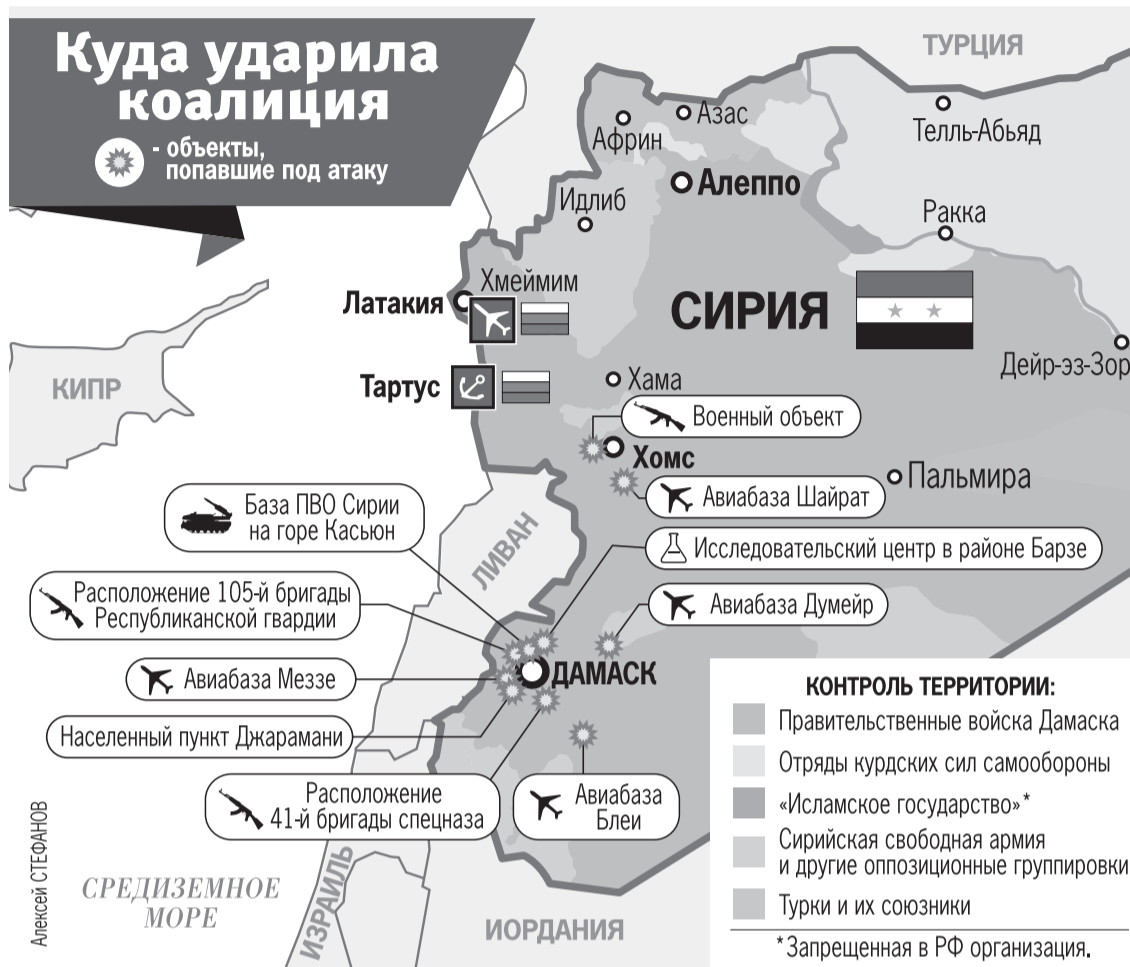 Куда ударила
коалиция
- объекты,
попавшие под атаку
ТУРЦИЯ
Африн
Азас
Телль-Абьяд
Алеппо
Идлиб
Ракка
Хмеймим
Латакия
СИРИЯ
Дейр-эз-Зор
КИПР
Тартус
Хама
Военный объект
Хомс
Пальмира
Авиабаза Шайрат
База ПВО Сирии
на горе Касьюн
ЛИВАН
Исследовательский центр в районе Барзе
Расположение 105-й бригады
Республиканской гвардии
Авиабаза Думейр
Авиабаза Меззе
ДАМАСК
Населенный пункт Джарамани
Расположение
41-й бригады спецназа
Авиабаза
Блеи
КОНТРОЛЬ ТЕРРИТОРИИ:
Правительственные войска Дамаска
Отряды курдских сил самообороны
«Исламское государство»*
Сирийская свободная армия
и другие оппозиционные группировки
Турки и их союзники
*Запрещенная в РФ организация.
Алексей СТЕФАНОВ
СРЕДИЗЕМНОЕ
МОРЕ
ИЗРАИЛЬ
ИОРДАНИЯ